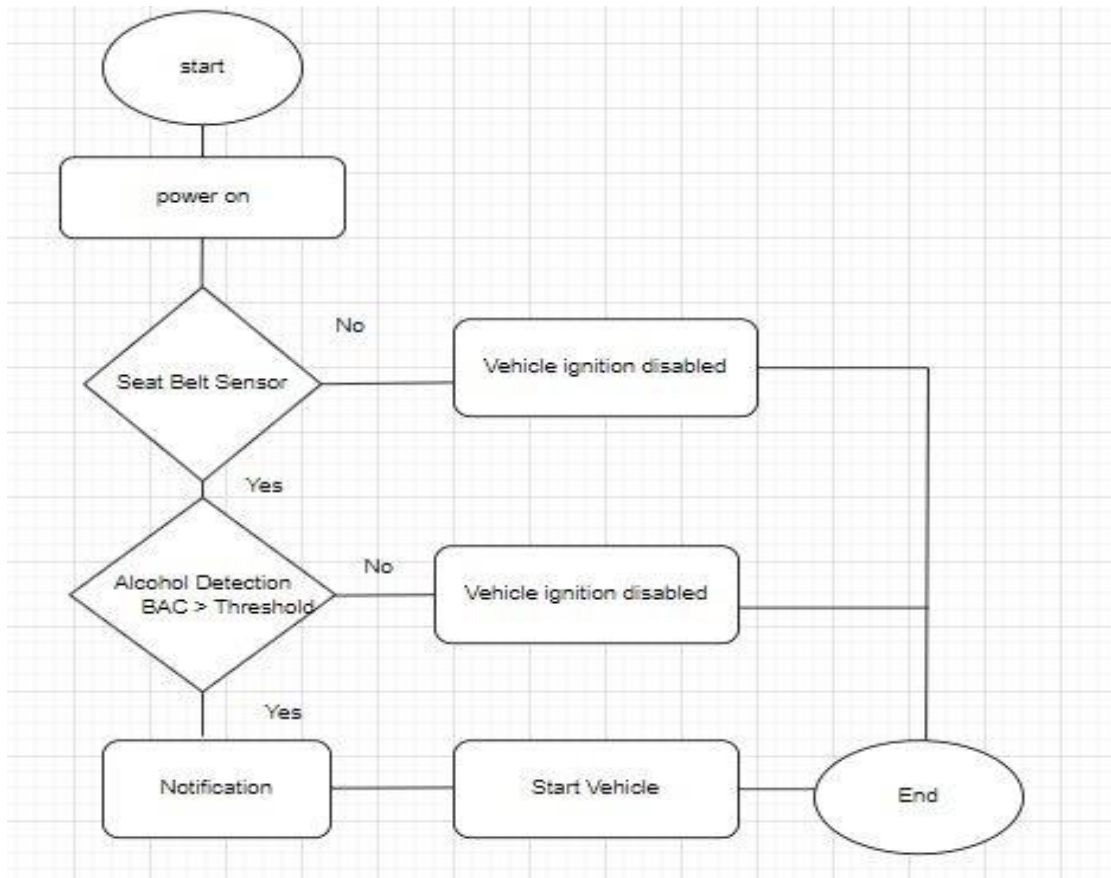 start
power on
No
Vehicle ignition disabled
Seat Belt Sensor
Yes
No
Alcohol Detection
BAC > Threshold
Vehicle ignition disabled
Yes
Notification
Start Vehicle
End